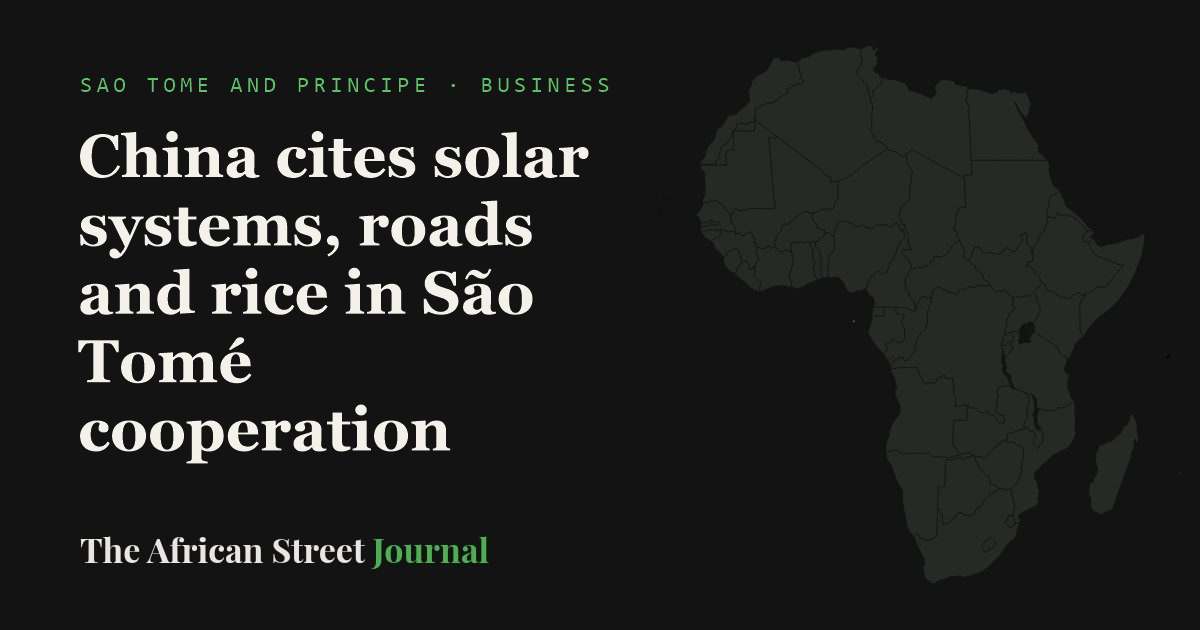 SAO TOME AND PRINCIPE · BUSINESS
China cites solar
systems, roads
and rice in São
Tomé
cooperation
The African Street Journal